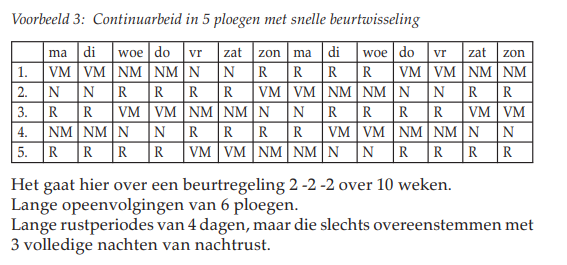 Voorbeeld 3: Continuarbeid in 5 ploegen met snelle beurtwisseling
ma di woe do vr zat zon ma di woe do vr zat zon
1. VM VM NM NM N N R R R R VM VM NM NM
2. N N R R R R VM VM NM NM N N R R
3. R R VM VM NM NM N N R R R R VM VM
4. NM NM N N R R R R VM VM NM NM N N
5. R R R R VM VM NM NM N N R R R R
Het gaat hier over een beurtregeling 2 -2 -2 over 10 weken.
Lange opeenvolgingen van 6 ploegen.
Lange rustperiodes van 4 dagen, maar die slechts overeenstemmen met
3 volledige nachten van nachtrust.